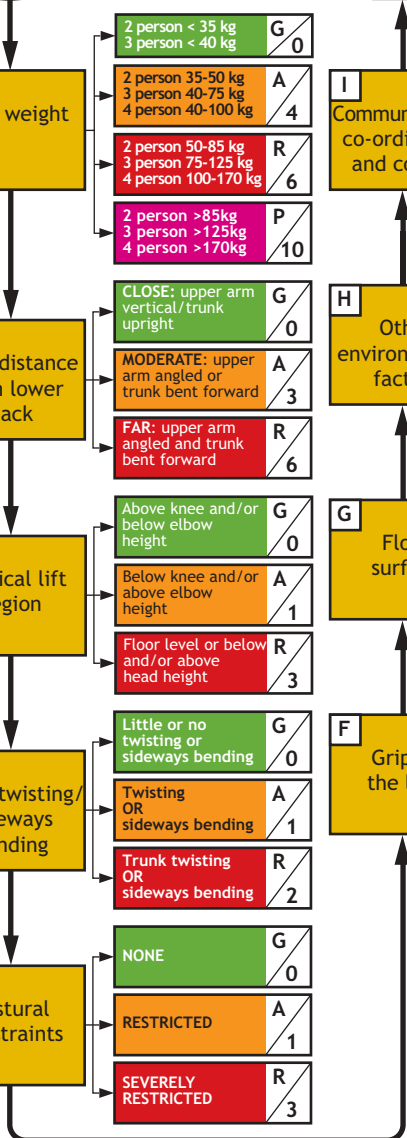 weight
2 person < 35 kg
3 person < 40 kg
G
0
2 person 35-50 kg
3 person 40-75 kg
4 person 40-100 kg
A
4
2 person 50-85 kg
3 person 75-125 kg
4 person 100-170 kg
R
6
2 person >85kg
3 person >125kg
4 person >170kg
P
10
distance
lower
ack
CLOSE: upper arm
vertical/trunk
upright
G
0
MODERATE: upper
arm angled or
trunk bent forward
A
3
FAR: upper arm
angled and trunk
bent forward
R
6
ical lift
egion
Above knee and/or
below elbow
height
G
0
Below knee and/or
above elbow
height
A
1
Floor level or below
and/or above
head height
R
3
twisting/
eways
nding
Little or no
twisting or
sideways bending
G
0
Twisting
OR
sideways bending
A
1
Trunk twisting
OR
sideways bending
R
2
stural
traints
NONE
G
0
RESTRICTED
A
1
SEVERELY
RESTRICTED
R
3
I
Commun
co-ordi
and co
H
Oth
environ
fact
G
Flo
surf
F
Grip
the l